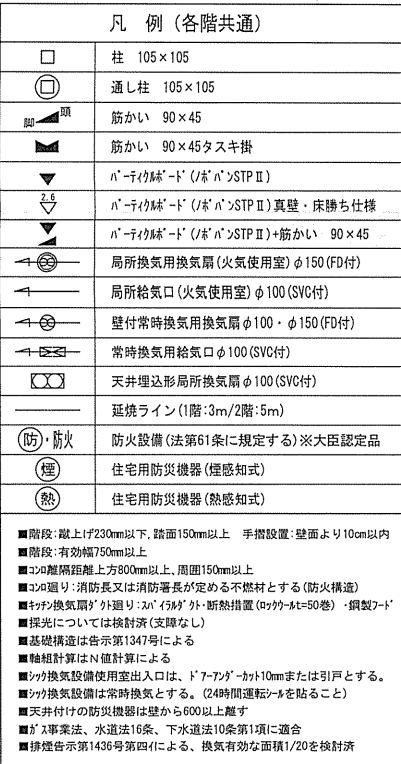 凡 例(各階共通)
柱 105×105
通し柱 105×105
脚 頭 筋かい 90×45
筋かい 90×45タスキ掛
ﾊﾟｰﾃｨｸﾙﾎﾞｰﾄﾞ(ﾉﾎﾞﾊﾟﾝSTPⅡ)
2.6 ﾊﾟｰﾃｨｸﾙﾎﾞｰﾄﾞ(ﾉﾎﾞﾊﾟﾝSTPⅡ)真壁・床勝ち仕様
ﾊﾟｰﾃｨｸﾙﾎﾞｰﾄﾞ(ﾉﾎﾞﾊﾟﾝSTPⅡ)+筋かい 90×45
局所換気用換気扇(火気使用室)φ150(FD付)
局所給気口(火気使用室)φ100(SVC付)
壁付常時換気用換気扇φ100・φ150(FD付)
常時換気用給気口φ100(SVC付)
天井埋込形局所換気扇φ100(SVC付)
延焼ライン(1階:3m/2階:5m)
防・防火 防火設備(法第61条に規定する)※大臣認定品
煙 住宅用防災機器(煙感知式)
熱 住宅用防災機器(熱感知式)
■階段:蹴上げ230mm以下,踏面150mm以上 手摺設置:壁面より10cm以内
■階段:有効幅750mm以上
■ｺﾝﾛ離隔距離上方800mm以上、周囲150mm以上
■ｺﾝﾛ廻り:消防長又は消防署長が定める不燃材とする(防火構造)
■ｷｯﾁﾝ換気扇ﾀﾞｸﾄ廻り:ｽﾊﾟｲﾗﾙﾀﾞｸﾄ・断熱措置(ﾛｯｸｳｰﾙt=50巻)・鋼製ﾌｰﾄﾞ
■採光については検討済(支障なし)
■基礎構造は告示第1347号による
■軸組計算はN値計算による
■ｼｯｸ換気設備使用室出入口は、ﾄﾞｱｰｱﾝﾀﾞｰｶｯﾄ10mmまたは引戸とする。
■ｼｯｸ換気設備は常時換気とする。(24時間運転ｼｰﾙを貼ること)
■天井付けの防災機器は壁から600以上離す
■ｶﾞｽ事業法、水道法16条、下水道法10条第1項に適合
■排煙告示第1436号第四ｲによる、換気有効な面積1/20を検討済